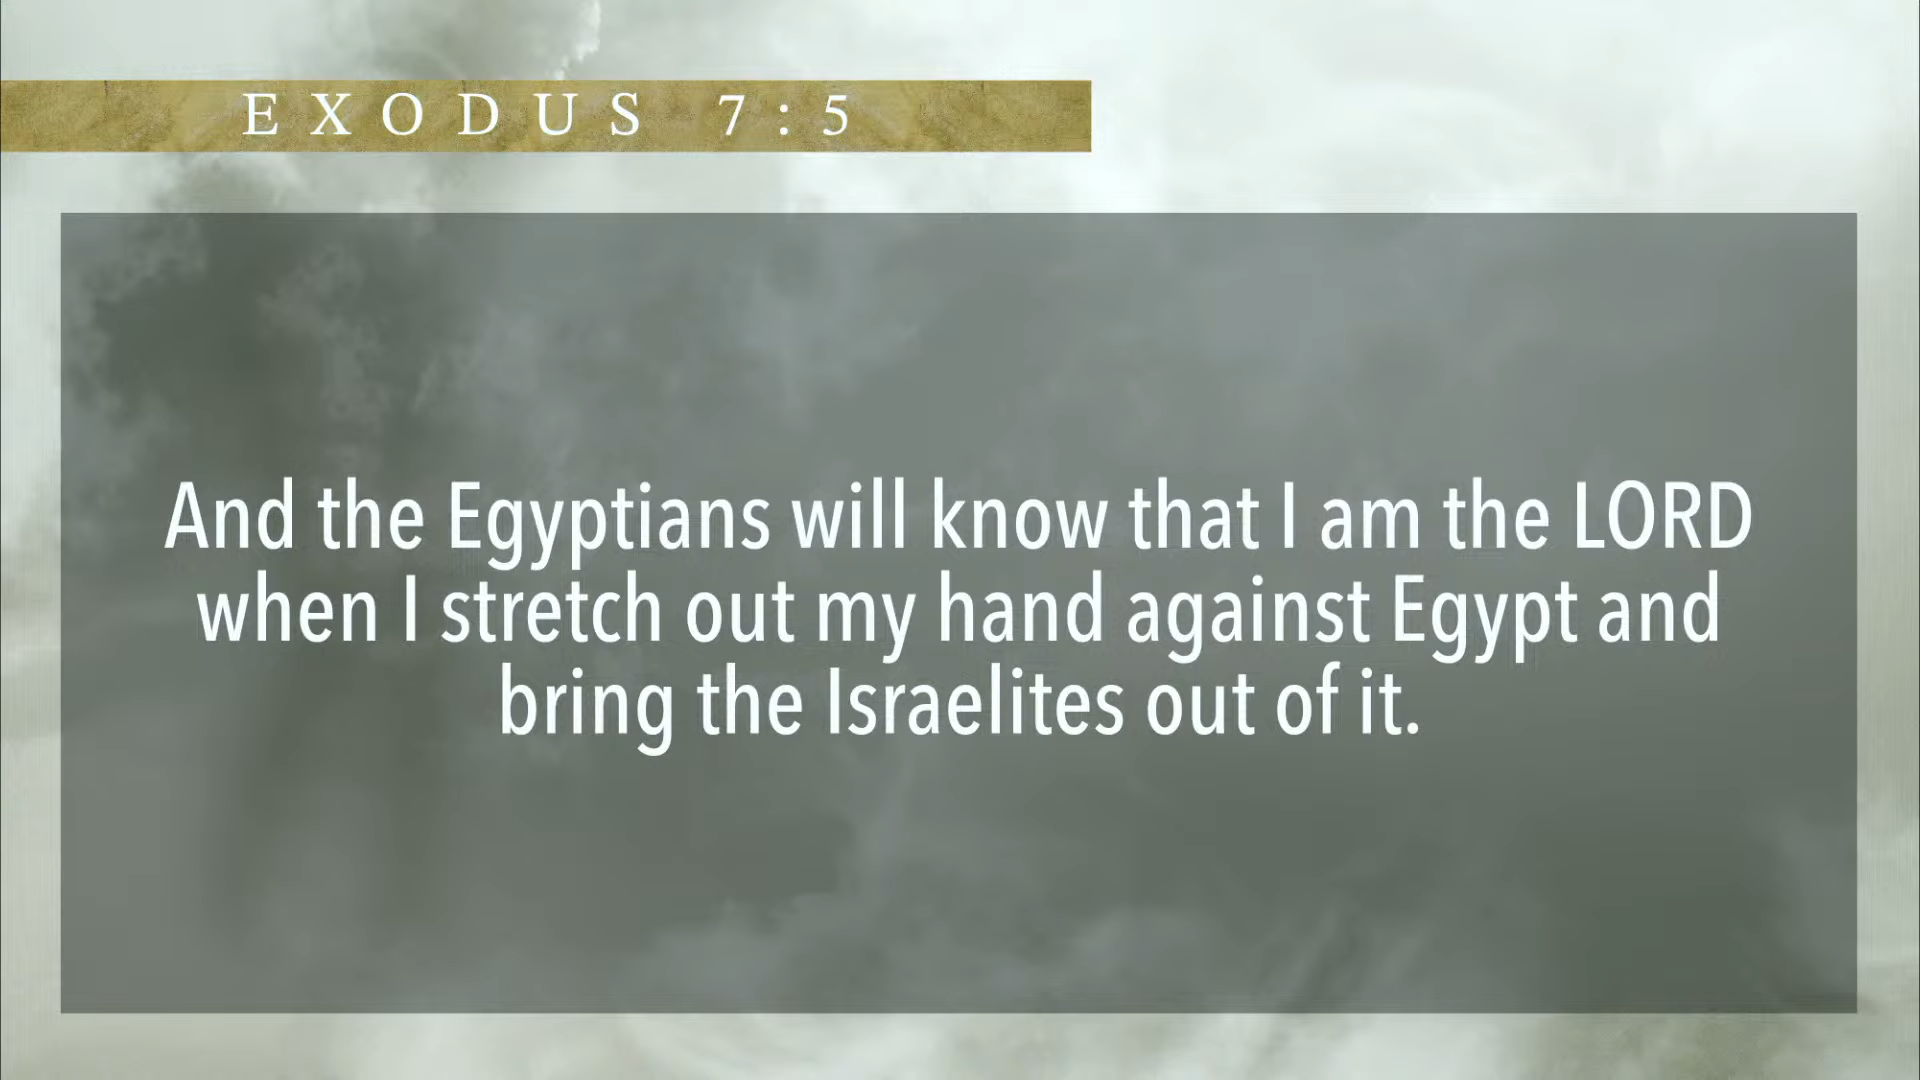 EXODUS 7:5
And the Egyptians will know that I am the LORD
when I stretch out my hand against Egypt and
bring the Israelites out of it.